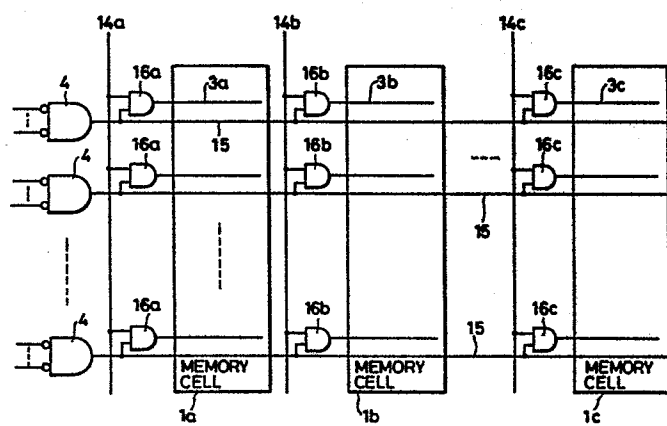 14a 14b 14c
4 16a 3a 16b 3b 16c 3c
15
4 16a 16b 16c
15
4 16a 16b 15 16c
MEMORY CELL MEMORY CELL MEMORY CELL
1a 1b 1c